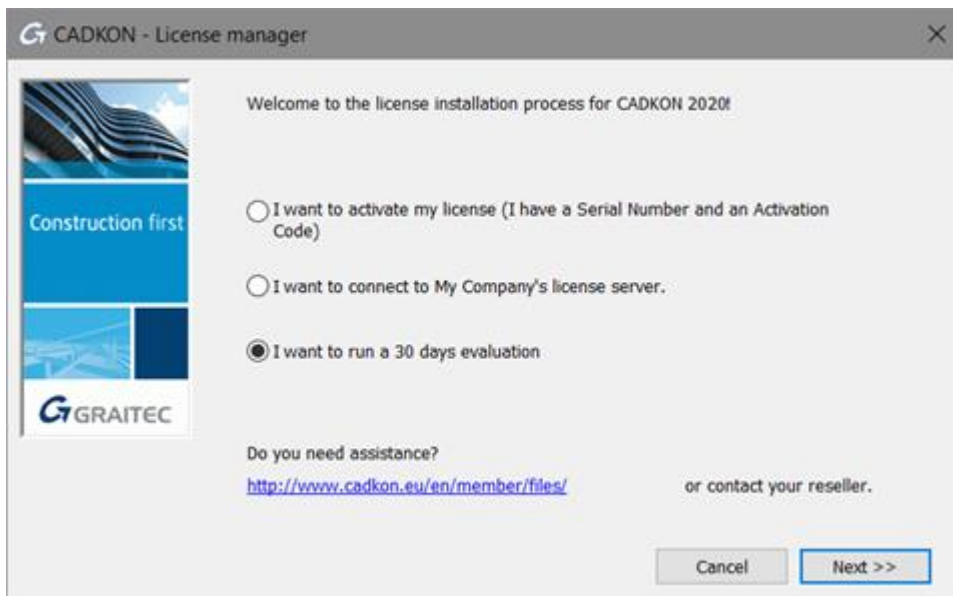 CADKON - License manager
Welcome to the license installation process for CADKON 2020!
Construction first
I want to activate my license (I have a Serial Number and an Activation
Code)
I want to connect to My Company's license server.
I want to run a 30 days evaluation
GRAITEC
Do you need assistance?
http://www.cadkon.eu/en/member/files/ or contact your reseller.
Cancel Next >>